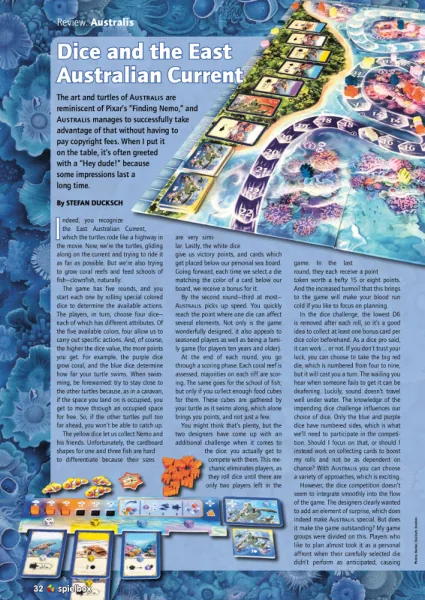 Review: Australis
Dice and the East
Australian Current
The art and turtles of AUSTRALIS are
reminiscent of Pixar's "Finding Nemo," and
AUSTRALIS manages to successfully take
advantage of that without having to
pay copyright fees. When I put it
on the table, it's often greeted
with a "Hey dude!" because
some impressions last a
long time.
By STEFAN DUCKSCH
Indeed, you recognize
the East Australian Current,
which the turtles rode like a highway in
the movie. Now, we're the turtles, gliding
along on the current and trying to ride it
as far as possible. But we're also trying
to grow coral reefs and feed schools of
fish—clownfish, naturally.
The game has five rounds, and you
start each one by rolling special colored
dice to determine the available actions.
The players, in turn, choose four dice—
each of which has different attributes. Of
the five available colors, four allow us to
carry out specific actions. And, of course,
the higher the dice value, the more points
you get. For example, the purple dice
grow coral, and the blue dice determine
how far your turtle swims. When swim-
ming, be forewarned: try to stay close to
the other turtles because, as in a caravan,
if the space you land on is occupied, you
get to move through an occupied space
for free. So, if the other turtles pull too
far ahead, you won't be able to catch up.
The yellow dice let us collect Nemo and
his friends. Unfortunately, the cardboard
shapes for one and three fish are hard
to differentiate because their sizes
are very simi-
lar. Lastly, the white dice
give us victory points, and cards which
get placed below our personal sea board.
Going forward, each time we select a die
matching the color of a card below our
board, we receive a bonus for it.
By the second round—third at most—
AUSTRALIS picks up speed. You quickly
reach the point where one die can affect
several elements. Not only is the game
wonderfully designed, it also appeals to
seasoned players as well as being a fami-
ly game (for players ten years and older).
At the end of each round, you go
through a scoring phase. Each coral reef is
assessed, majorities on each rift are scor-
ing. The same goes for the school of fish;
but only if you collect enough food cubes
for them. These cubes are gathered by
your turtle as it swims along, which alone
brings you points, and not just a few.
You might think that's plenty, but the
two designers have come up with an
additional challenge when it comes to
the dice: you actually get to
compete with them. This me-
chanic eliminates players, as
they roll dice until there are
only two players left in the
game. In the last
round, they each receive a point
token worth a hefty 15 or eight points.
And the increased turmoil that this brings
to the game will make your blood run
cold if you like to focus on planning.
In the dice challenge, the lowest D6
is removed after each roll, so it's a good
idea to collect at least one bonus card per
dice color beforehand. As a dice pro said,
it can work ... or not. If you don't trust your
luck, you can choose to take the big red
die, which is numbered from four to nine,
but it will cost you a turn. The wailing you
hear when someone fails to get it can be
deafening. Luckily, sound doesn't travel
well under water. The knowledge of the
impending dice challenge influences our
choice of dice. Only the blue and purple
dice have numbered sides, which is what
we'll need to participate in the competi-
tion. Should I focus on that, or should I
instead work on collecting cards to boost
my rolls and not be as dependent on
chance? With AUSTRALIS you can choose
a variety of approaches, which is exciting.
However, the dice competition doesn't
seem to integrate smoothly into the flow
of the game. The designers clearly wanted
to add an element of surprise, which does
indeed make AUSTRALIS special. But does
it make the game outstanding? My game
groups were divided on this. Players who
like to plan almost took it as a personal
affront when their carefully selected die
didn't perform as anticipated, causing
32 spielbox